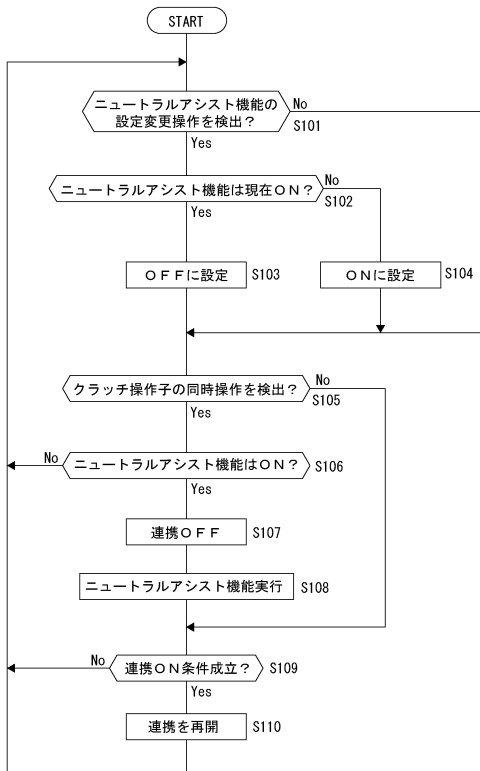 START
ニュートラルアシスト機能の
設定変更操作を検出？
No
S101
Yes
ニュートラルアシスト機能は現在ＯＮ？
No
S102
Yes
ＯＦＦに設定
S103
ＯＮに設定
S104
クラッチ操作子の同時操作を検出？
No
S105
Yes
No
ニュートラルアシスト機能はＯＮ？
S106
Yes
連携ＯＦＦ
S107
ニュートラルアシスト機能実行
S108
No
連携ＯＮ条件成立？
S109
Yes
連携を再開
S110